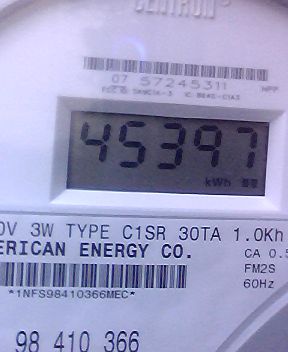 CENTRON
07 57245311
45397
kWh
0V 3W TYPE C1SR 30TA 1.0Kh
ERICAN ENERGY CO.
CA 0.5
FM2S
60Hz
*1NFS98410366MEC*
98 410 366